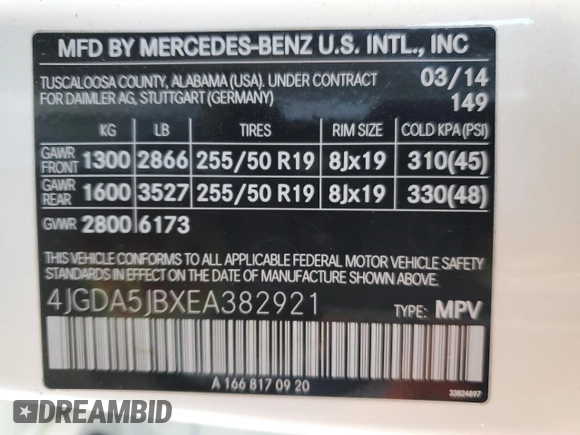 MFD BY MERCEDES-BENZ U.S. INTL., INC
TUSCALOOSA COUNTY, ALABAMA (USA). UNDER CONTRACT 03/14
FOR DAIMLER AG, STUTTGART (GERMANY) 149
KG LB TIRES RIM SIZE COLD KPA (PSI)
GAWR FRONT 1300 2866 255/50 R19 8Jx19 310(45)
GAWR REAR 1600 3527 255/50 R19 8Jx19 330(48)
GVWR 2800 6173
THIS VEHICLE CONFORMS TO ALL APPLICABLE FEDERAL MOTOR VEHICLE SAFETY
STANDARDS IN EFFECT ON THE DATE OF MANUFACTURE SHOWN ABOVE.
4JGDA5JBXEA382921 TYPE: MPV
A 166 817 09 20
33824897
DREAMBID